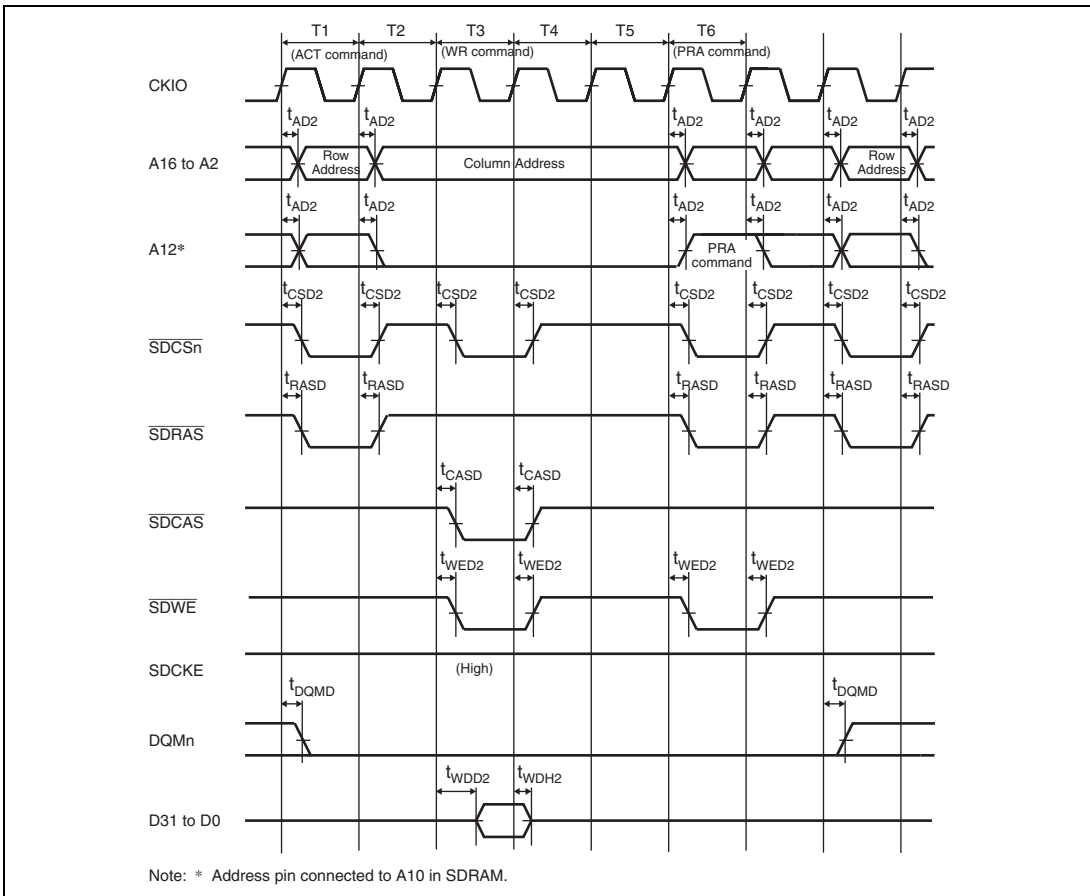 T1 T2 T3 T4 T5 T6
(ACT command) (WR command) (PRA command)
CKIO
tAD2 tAD2 tAD2 tAD2 tAD2 tAD2
A16 to A2 Row Address Column Address Row Address
tAD2 tAD2 tAD2 tAD2 tAD2 tAD2
A12* PRA command
tCSD2 tCSD2 tCSD2 tCSD2 tCSD2 tCSD2 tCSD2 tCSD2
SDCSn
tRASD tRASD tRASD tRASD tRASD tRASD
SDRAS
tCASD tCASD
SDCAS
tWED2 tWED2 tWED2 tWED2
SDWE
SDCKE (High)
tDQMD tDQMD
DQMn
tWDD2 tWDH2
D31 to D0
Note: * Address pin connected to A10 in SDRAM.